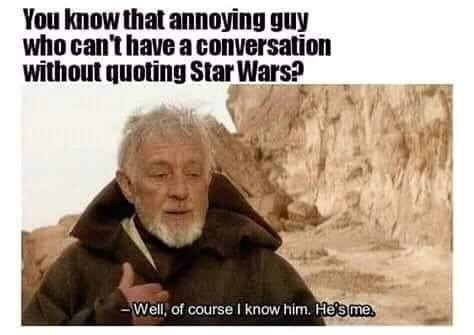 You know that annoying guy
who can't have a conversation
without quoting Star Wars?
– Well, of course I know him. He's me.